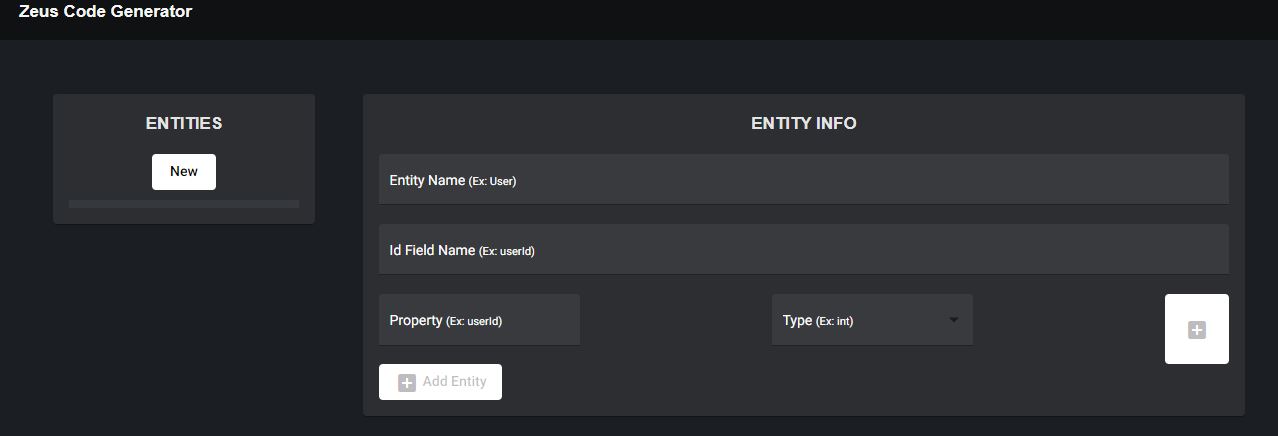 Zeus Code Generator
ENTITIES
New
ENTITY INFO
Entity Name (Ex: User)
Id Field Name (Ex: userId)
Property (Ex: userId)
Type (Ex: int)
Add Entity